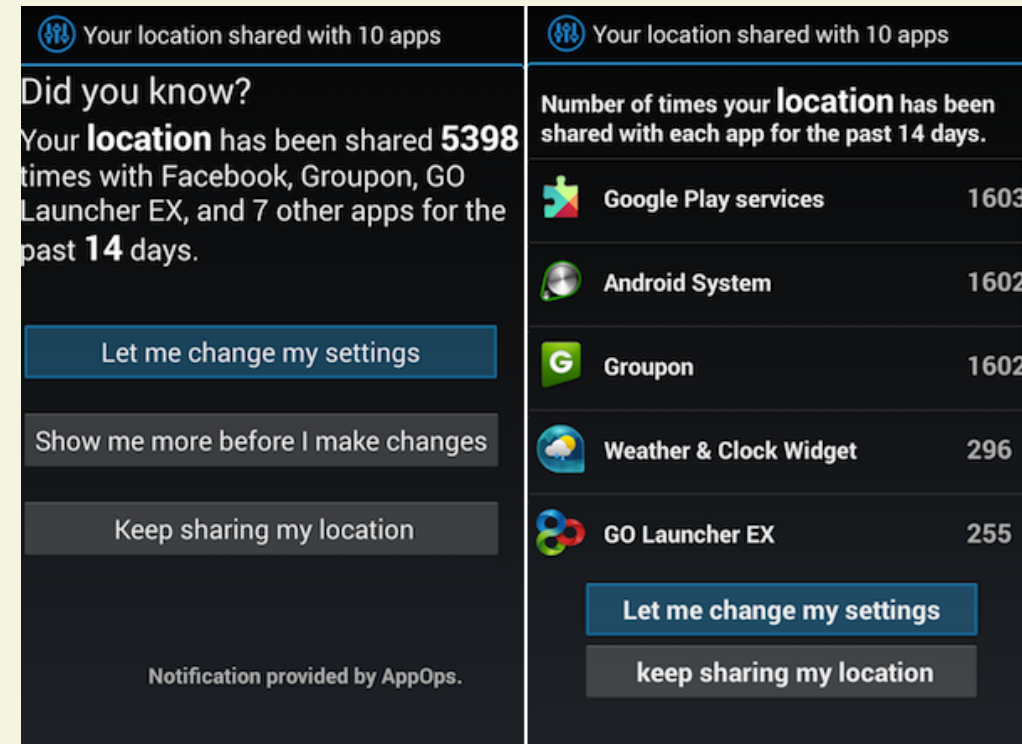 Your location shared with 10 apps
Did you know?
Your location has been shared 5398
times with Facebook, Groupon, GO
Launcher EX, and 7 other apps for the
past 14 days.
Let me change my settings
Show me more before I make changes
Keep sharing my location
Notification provided by AppOps.
Your location shared with 10 apps
Number of times your location has been
shared with each app for the past 14 days.
Google Play services 1603
Android System 1602
G
Groupon 1602
Weather & Clock Widget 296
GO Launcher EX 255
Let me change my settings
keep sharing my location